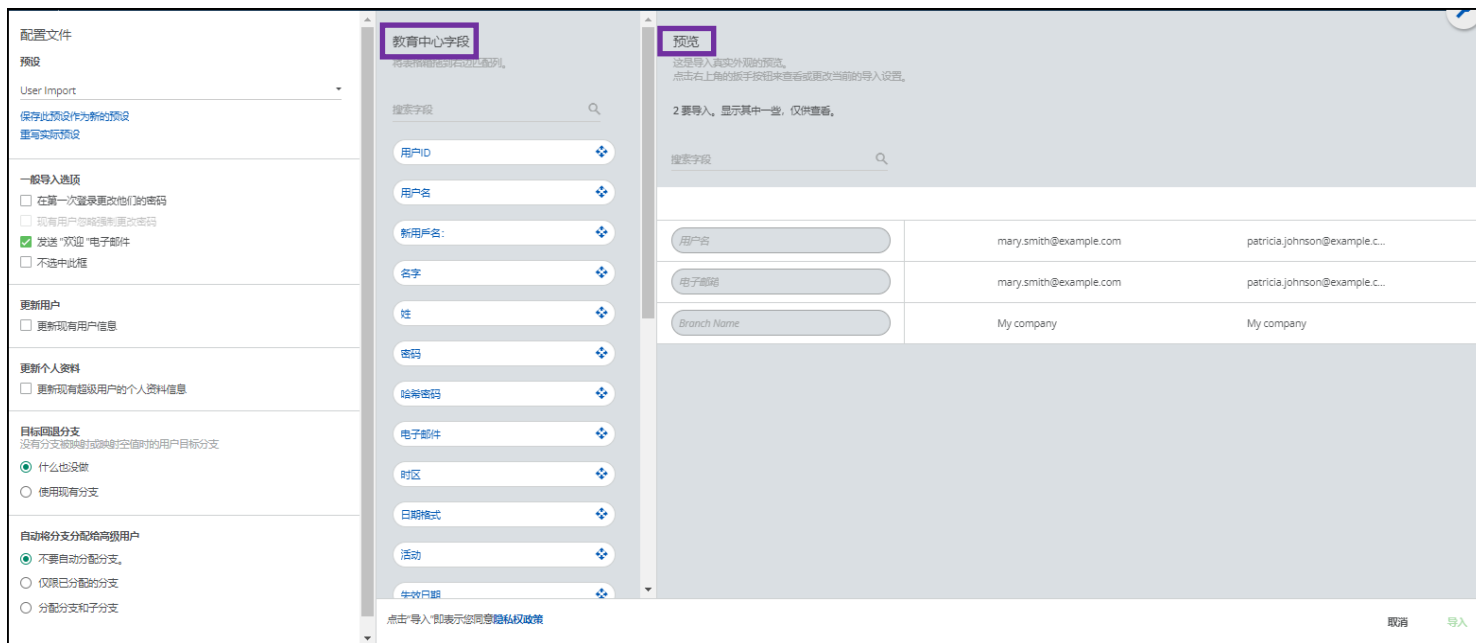 配置文件
预设
User Import
保存此预设作为新的预设
重写实际预设
一般导入选项
在第一次登录更改他们的密码
现有用户忽略强制更改密码
发送 "欢迎 "电子邮件
不选中此框
更新用户
更新现有用户信息
更新个人资料
更新现有超级用户的个人资料信息
目标回退分支
没有分支被映射或映射空值时的用户目标分支
什么也没做
使用现有分支
自动将分支分配给高级用户
不要自动分配分支。
仅限已分配的分支
分配分支和子分支
教育中心字段
搜索字段
用户ID
用户名
新用戶名:
名字
姓
密码
哈希密码
电子邮件
时区
日期格式
活动
失效日期
预览
这是导入真实外观的预览。
点击右上角的扳手按钮来查看或更改当前的导入设置。
2 要导入。显示其中一些，仅供查看。
搜索字段
用户名 mary.smith@example.com patricia.johnson@example.c...
电子邮箱 mary.smith@example.com patricia.johnson@example.c...
Branch Name My company My company
点击"导入"即表示您同意隐私权政策
取消 导入